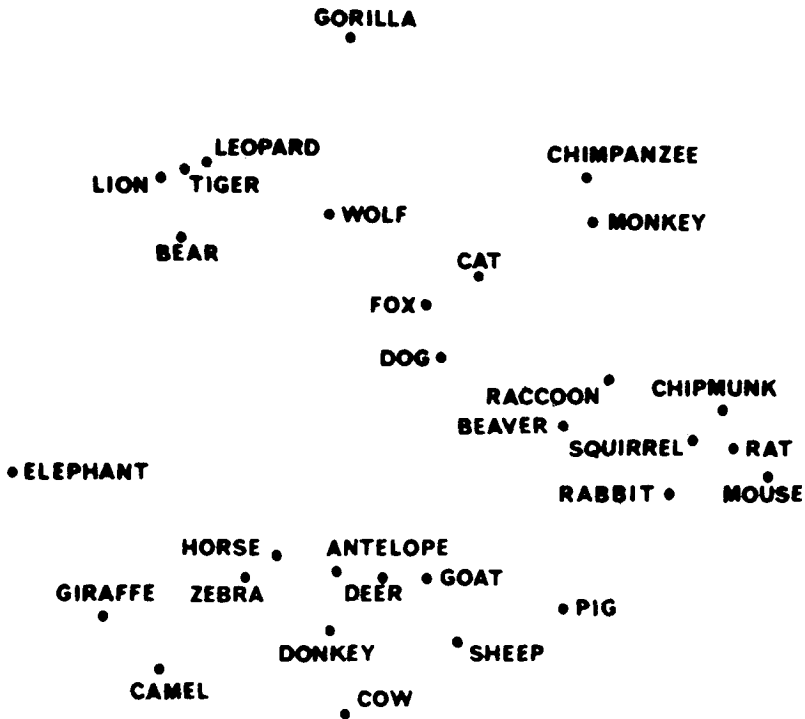 GORILLA
LEOPARD
CHIMPANZEE
LION
TIGER
WOLF
MONKEY
BEAR
CAT
FOX
DOG
RACCOON
CHIPMUNK
BEAVER
SQUIRREL
RAT
ELEPHANT
RABBIT
MOUSE
HORSE
ANTELOPE
GIRAFFE
ZEBRA
DEER
GOAT
PIG
DONKEY
SHEEP
CAMEL
COW